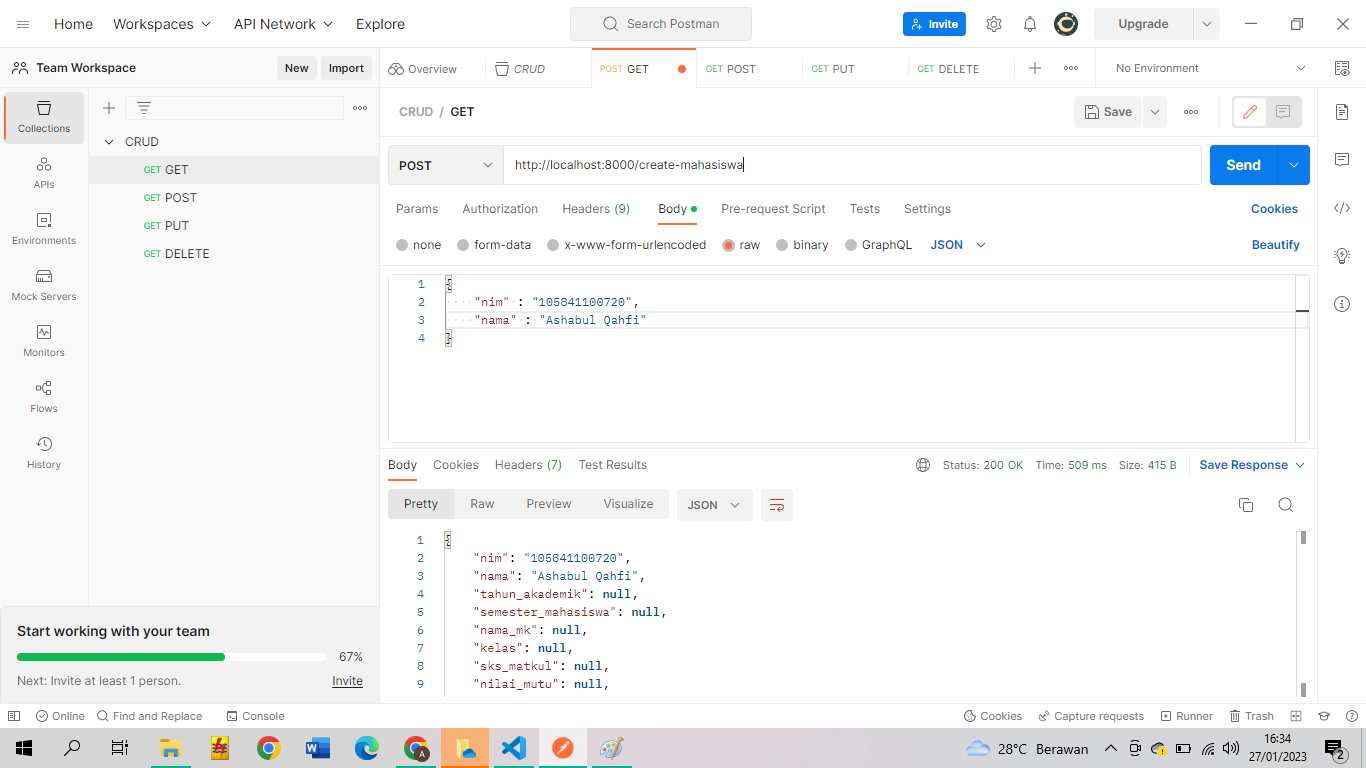 Home Workspaces API Network Explore Search Postman Invite Upgrade
Team Workspace New Import Overview CRUD POST GET GET POST GET PUT GET DELETE No Environment
CRUD / GET Save
Collections
APIs
Environments
Mock Servers
Monitors
Flows
History
CRUD
GET GET
GET POST
GET PUT
GET DELETE
POST http://localhost:8000/create-mahasiswa Send
Params Authorization Headers (9) Body Pre-request Script Tests Settings Cookies
none form-data x-www-form-urlencoded raw binary GraphQL JSON Beautify
1 {
2 "nim" : "105841100720",
3 "nama" : "Ashabul Qahfi"
4 }
Body Cookies Headers (7) Test Results Status: 200 OK Time: 509 ms Size: 415 B Save Response
Pretty Raw Preview Visualize JSON
1 {
2 "nim": "105841100720",
3 "nama": "Ashabul Qahfi",
4 "tahun_akademik": null,
5 "semester_mahasiswa": null,
6 "nama_mk": null,
7 "kelas": null,
8 "sks_matkul": null,
9 "nilai_mutu": null,
Start working with your team
67%
Next: Invite at least 1 person. Invite
Online Find and Replace Console Cookies Capture requests Runner Trash
28°C Berawan 16:34
27/01/2023
2